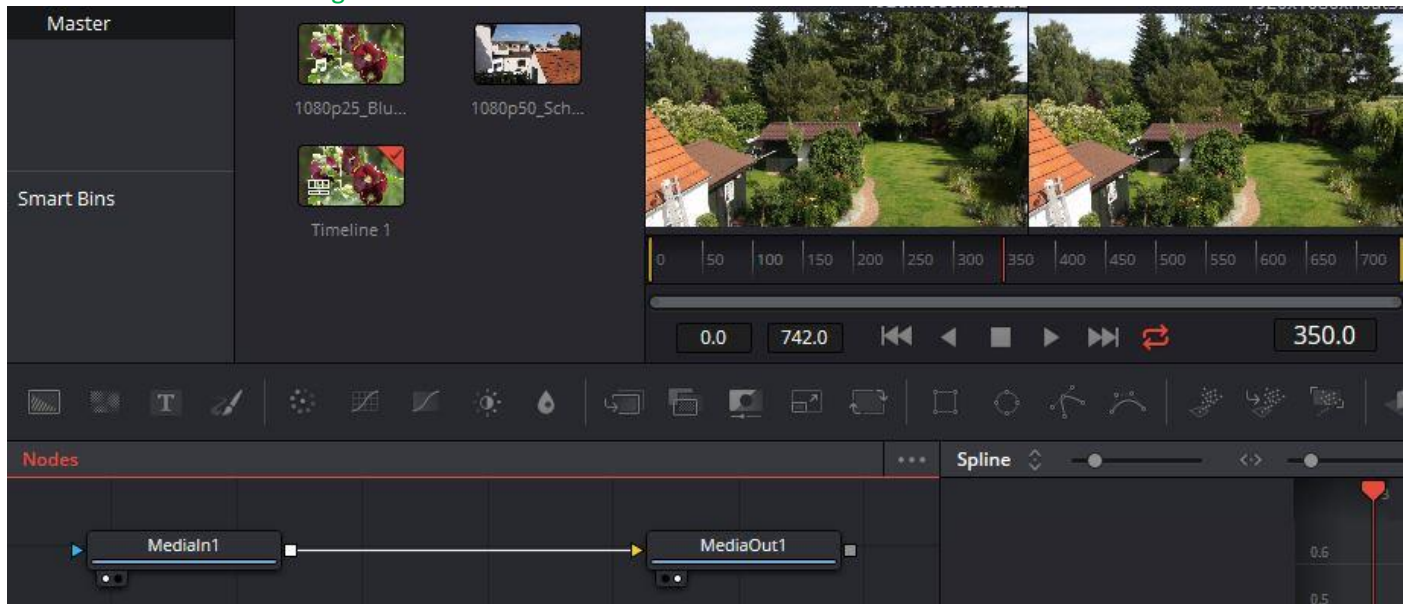 Master
1080p25_Blu...
1080p50_Sch...
Smart Bins
Timeline 1
0 50 100 150 200 250 300 350 400 450 500 550 600 650 700
0.0 742.0 350.0
T
Nodes
Spline
MediaIn1
MediaOut1
0.6
0.5